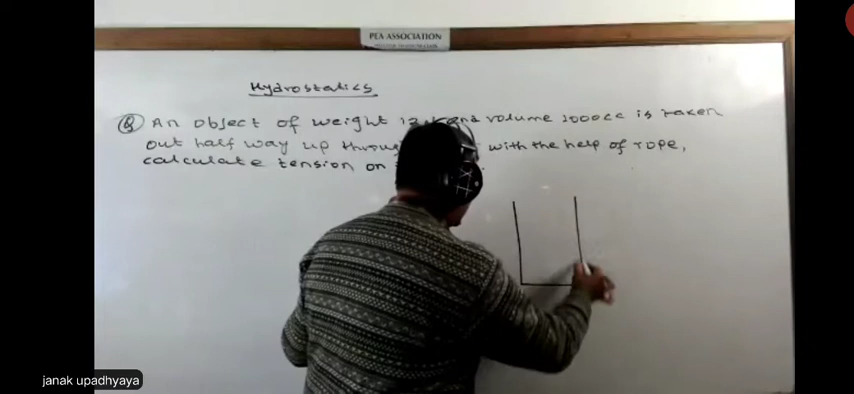 PEA ASSOCIATION
Hydrostatics
Q An object of weight and volume 1000cc is taken
out half way up with the help of rope,
calculate tension on
janak upadhyaya